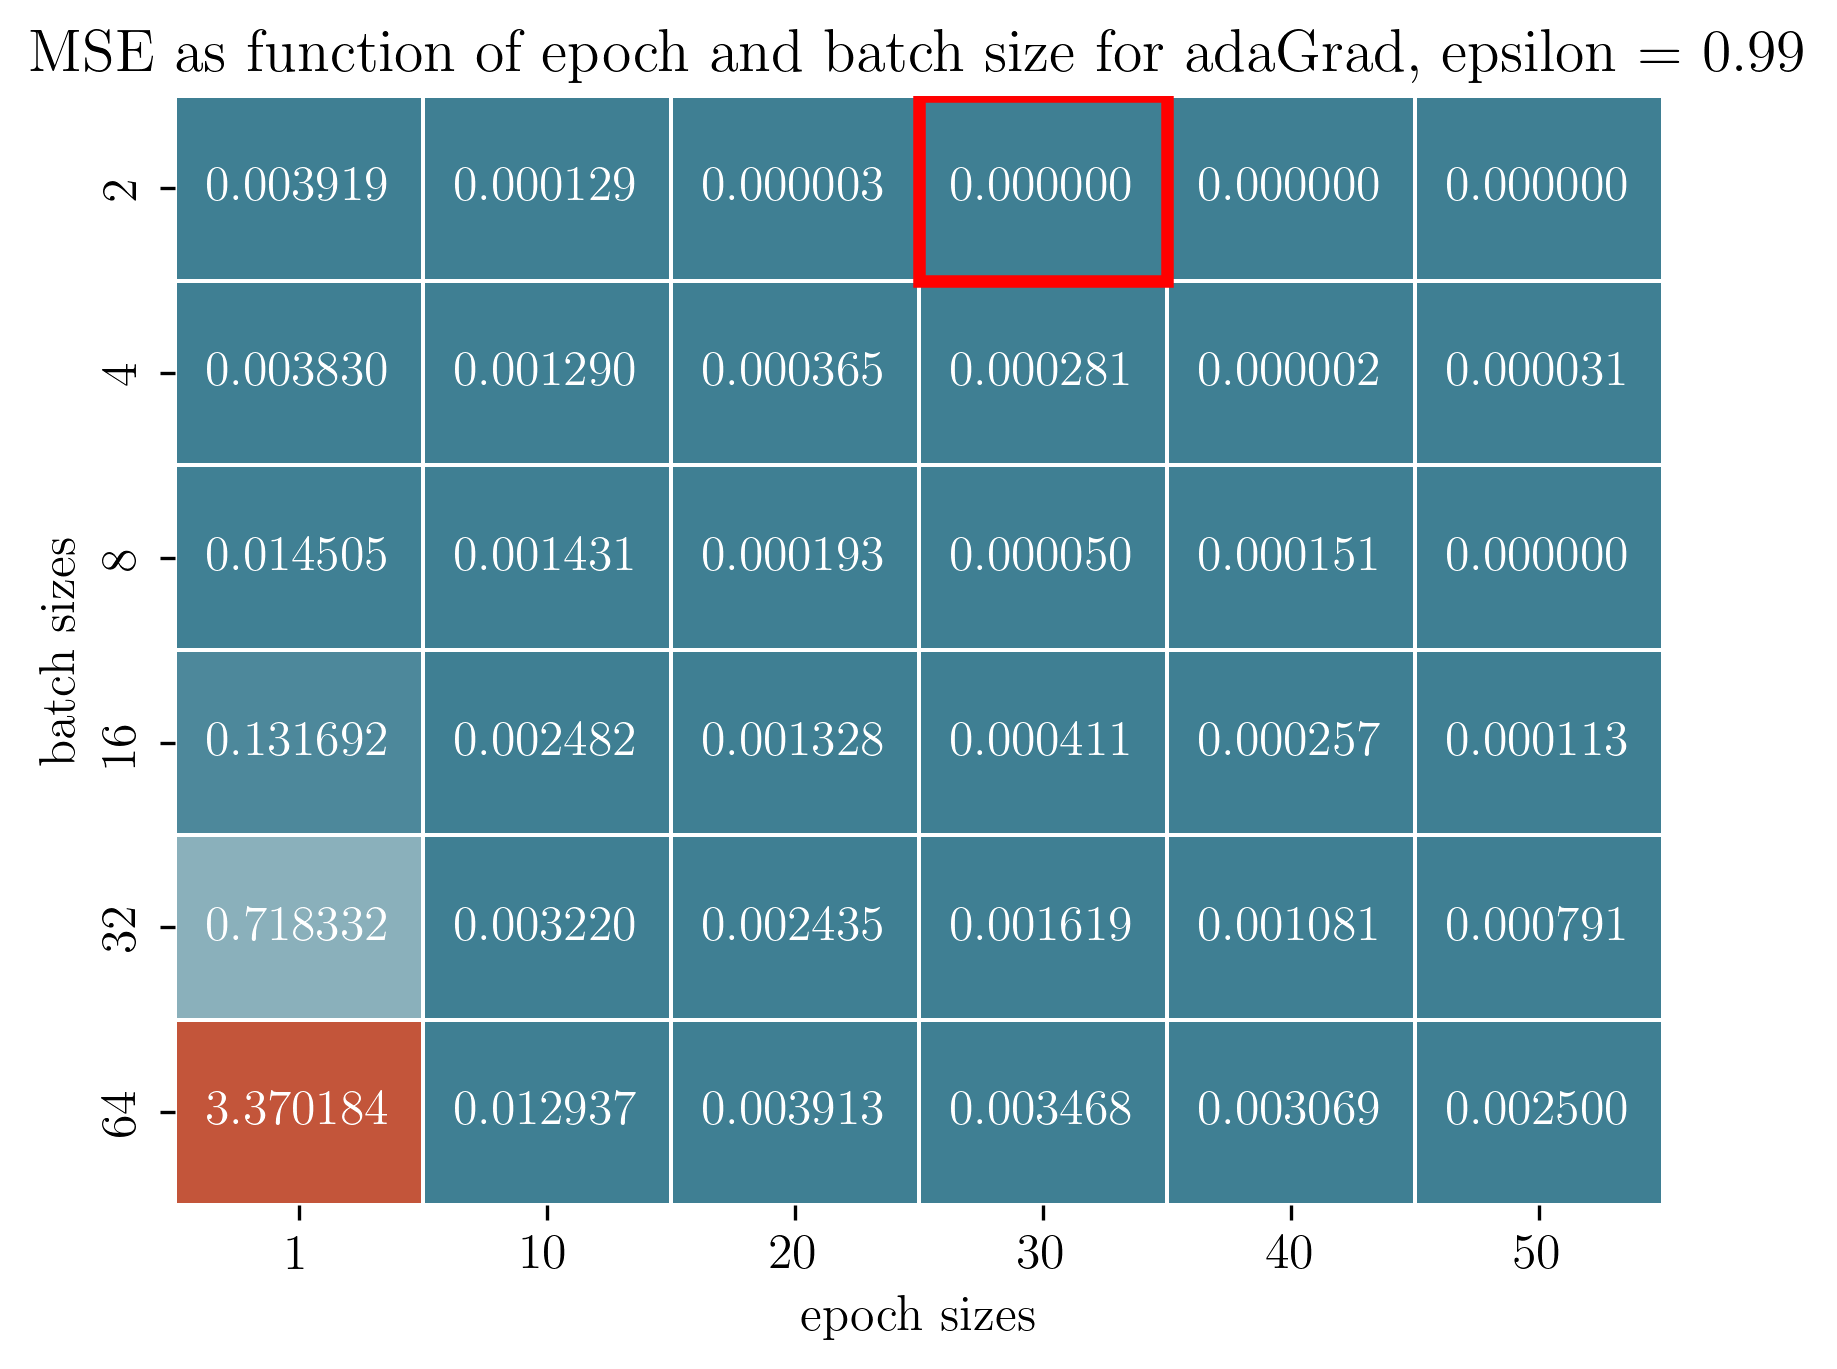 MSE as function of epoch and batch size for adaGrad, epsilon = 0.99
batch sizes
2 0.003919 0.000129 0.000003 0.000000 0.000000 0.000000
4 0.003830 0.001290 0.000365 0.000281 0.000002 0.000031
8 0.014505 0.001431 0.000193 0.000050 0.000151 0.000000
16 0.131692 0.002482 0.001328 0.000411 0.000257 0.000113
32 0.718332 0.003220 0.002435 0.001619 0.001081 0.000791
64 3.370184 0.012937 0.003913 0.003468 0.003069 0.002500
1 10 20 30 40 50
epoch sizes